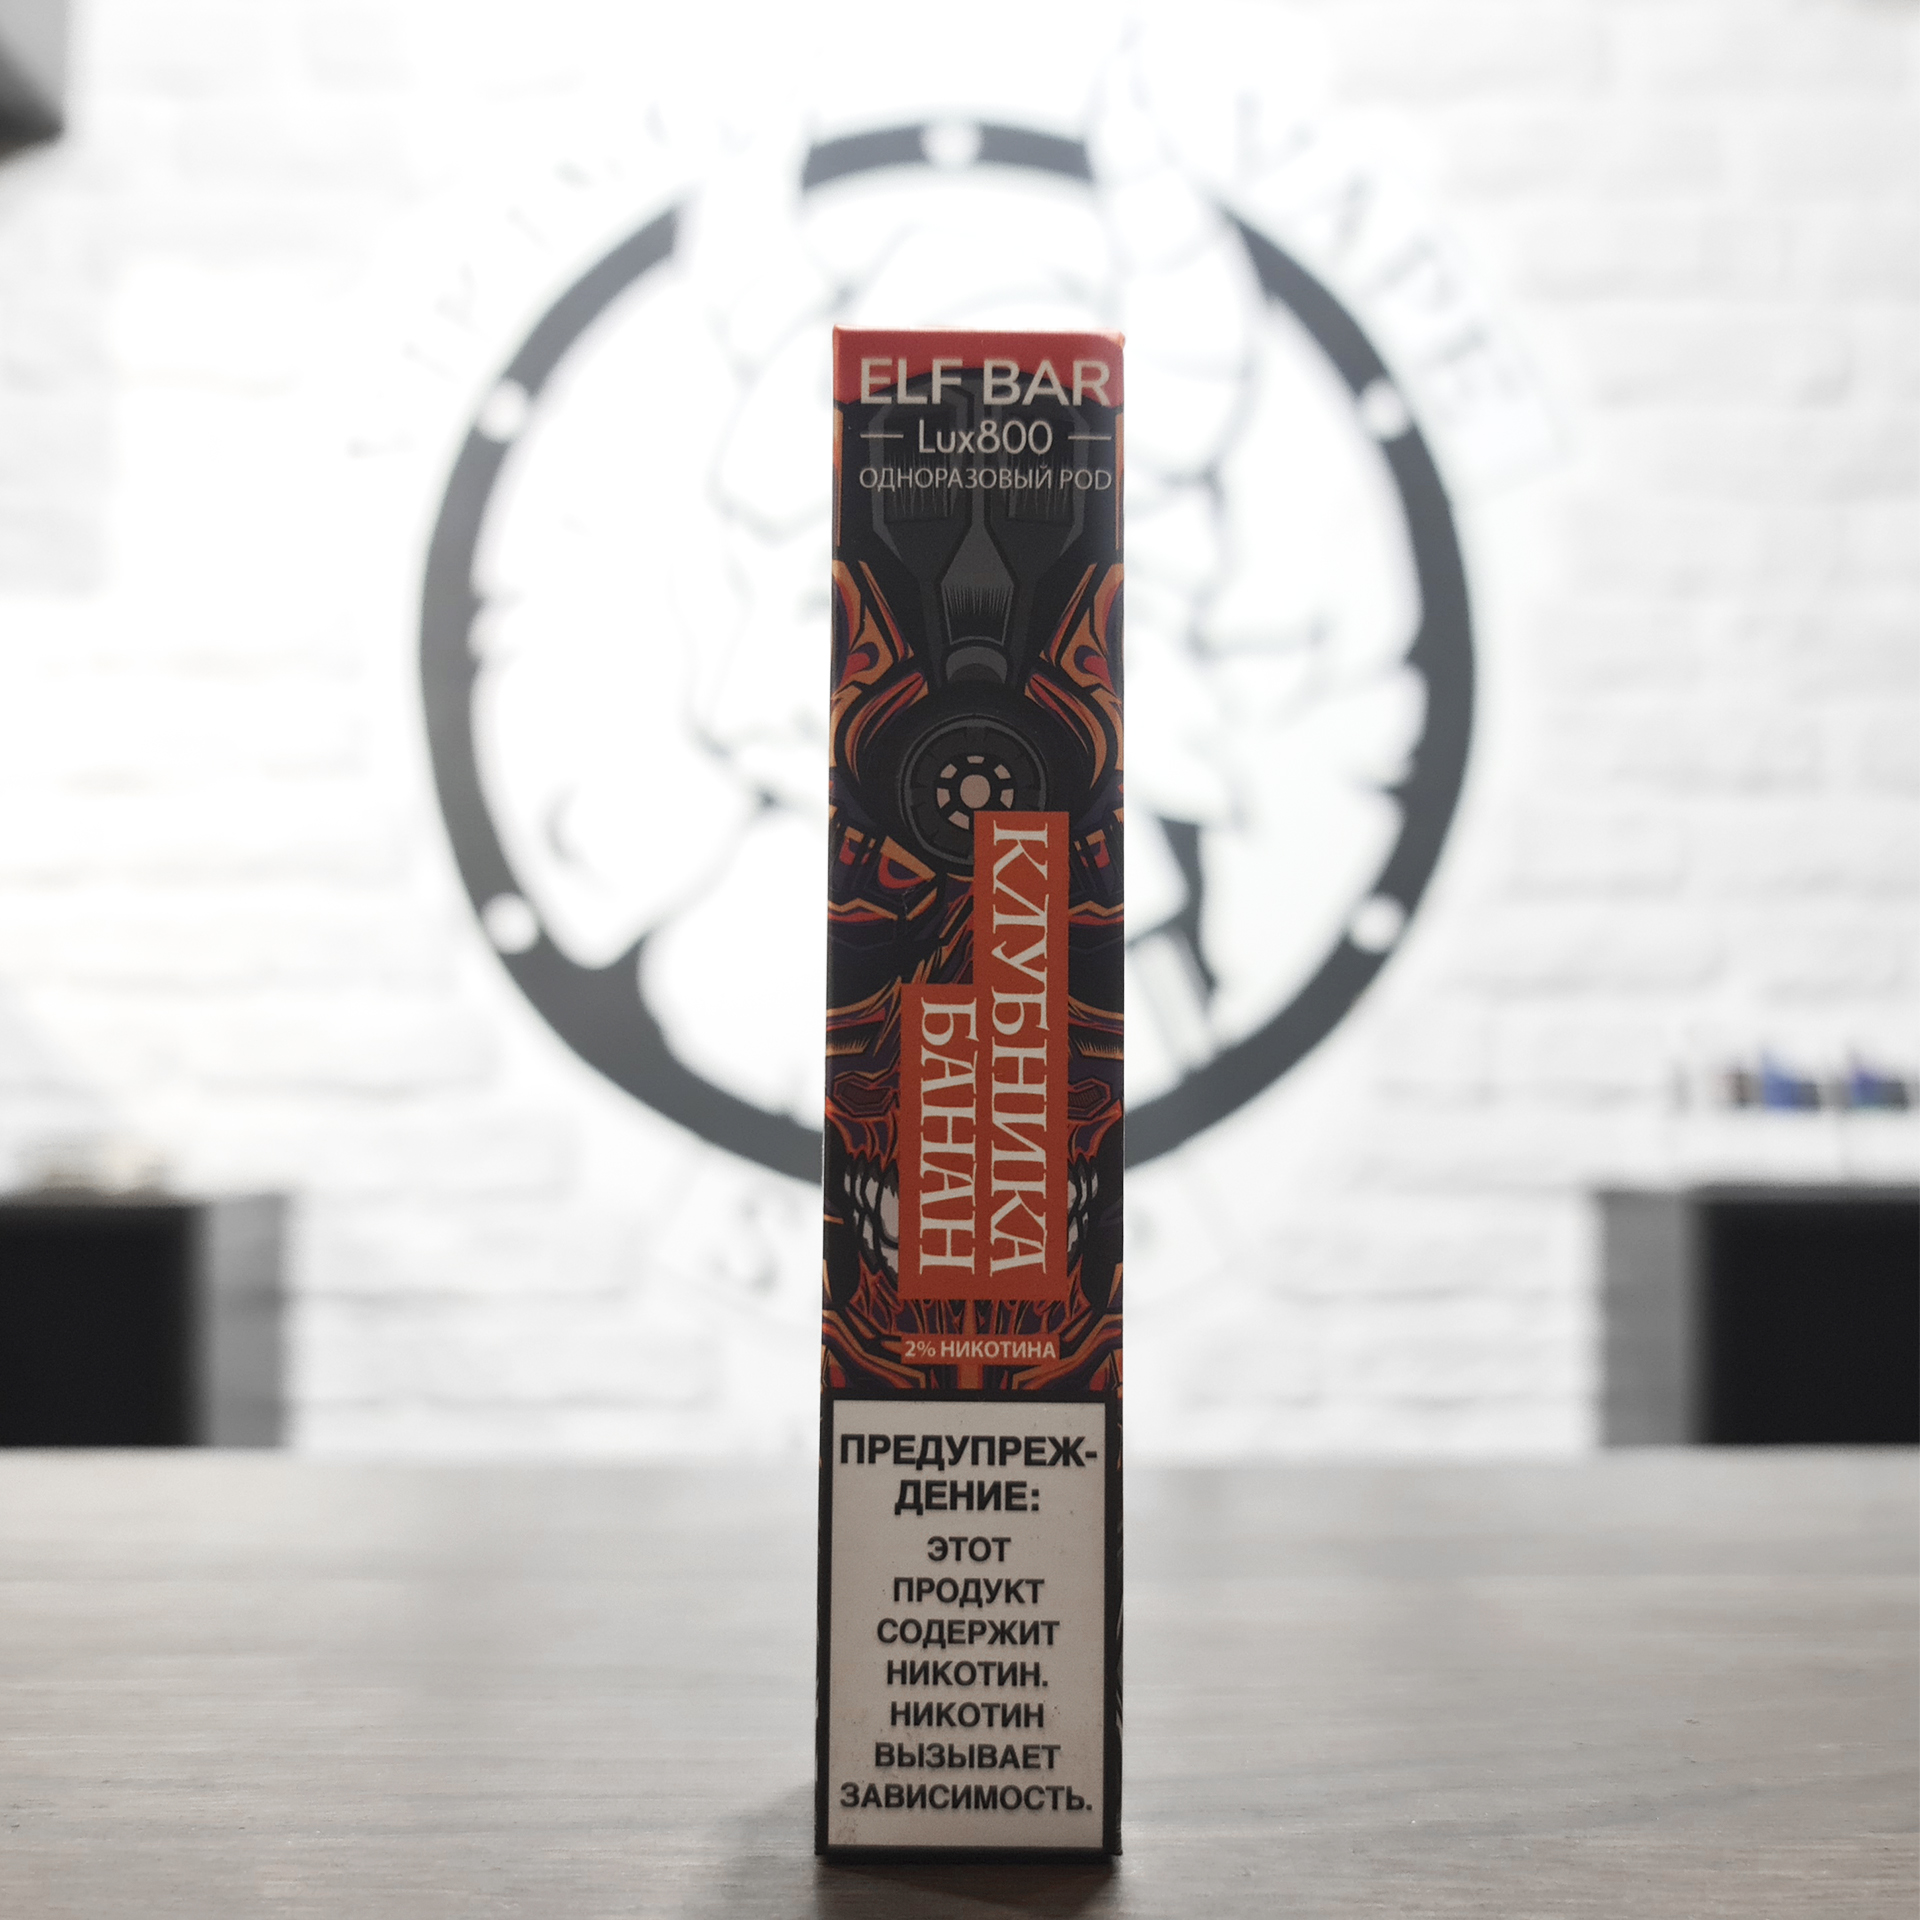 ELF BAR
Lux800
ОДНОРАЗОВЫЙ POD
КЛУБНИКА
БАНАН
2% НИКОТИНА
ПРЕДУПРЕЖ-
ДЕНИЕ:
ЭТОТ
ПРОДУКТ
СОДЕРЖИТ
НИКОТИН.
НИКОТИН
ВЫЗЫВАЕТ
ЗАВИСИМОСТЬ.